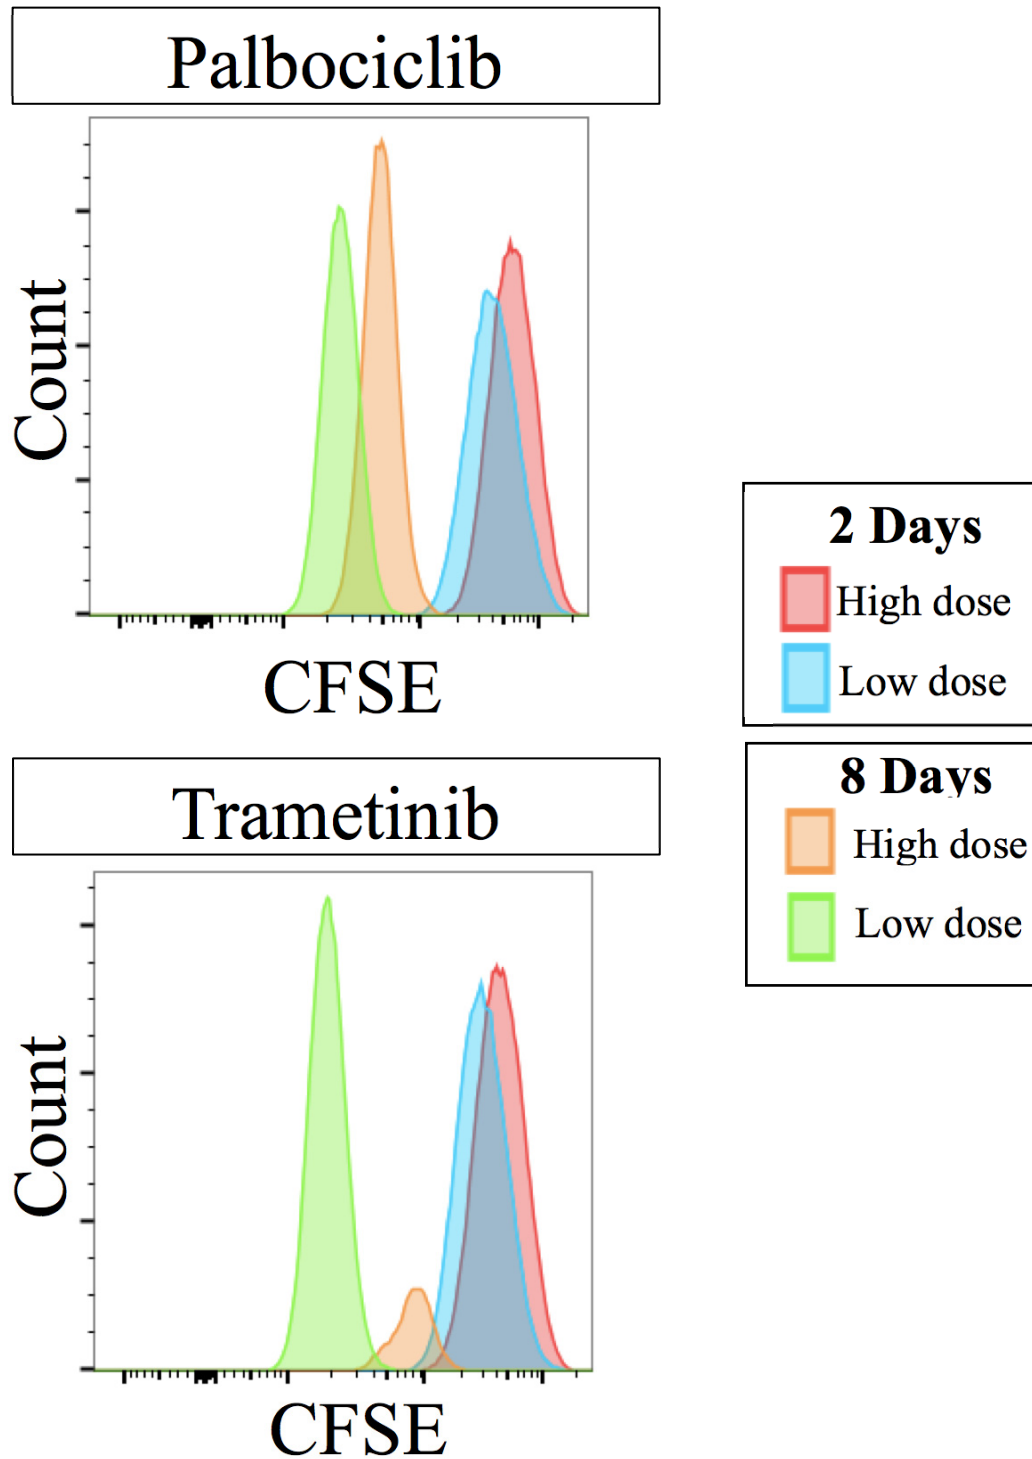 Palbociclib
Count
CFSE
2 Days
High dose
Low dose
8 Days
High dose
Low dose
Trametinib
Count
CFSE